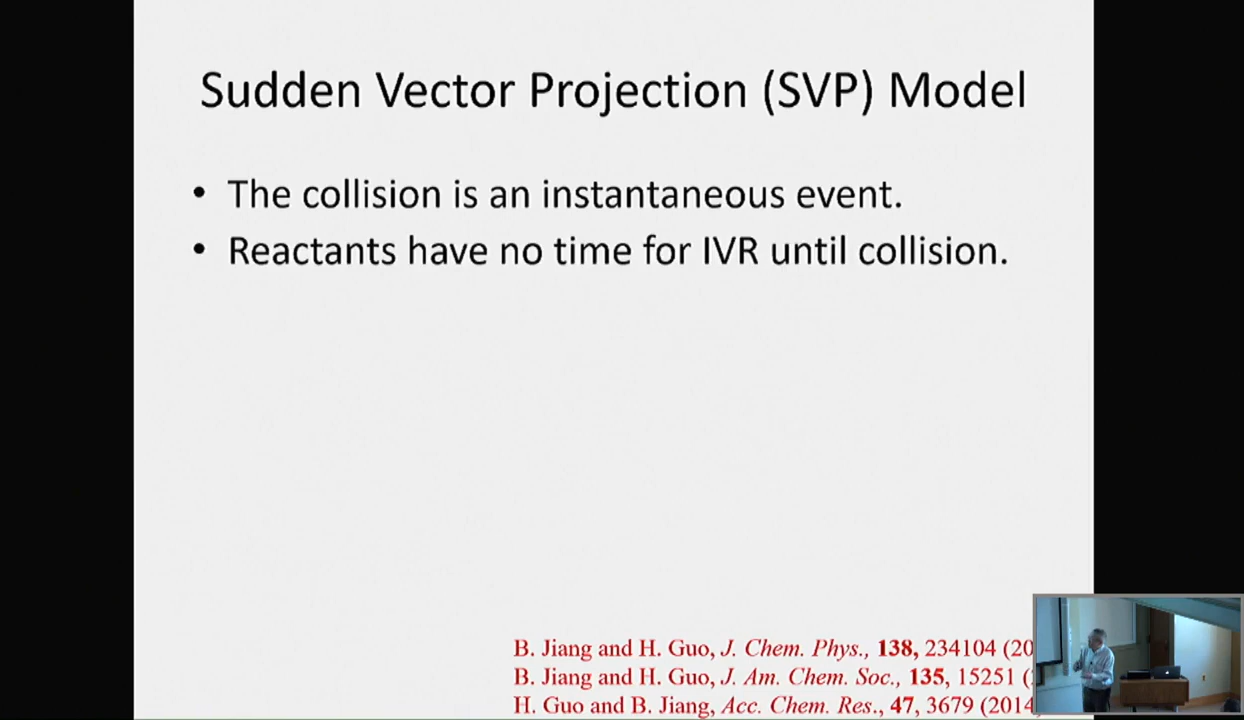 Sudden Vector Projection (SVP) Model
• The collision is an instantaneous event.
• Reactants have no time for IVR until collision.
B. Jiang and H. Guo, J. Chem. Phys., 138, 234104 (20
B. Jiang and H. Guo, J. Am. Chem. Soc., 135, 15251 (
H. Guo and B. Jiang, Acc. Chem. Res., 47, 3679 (2014